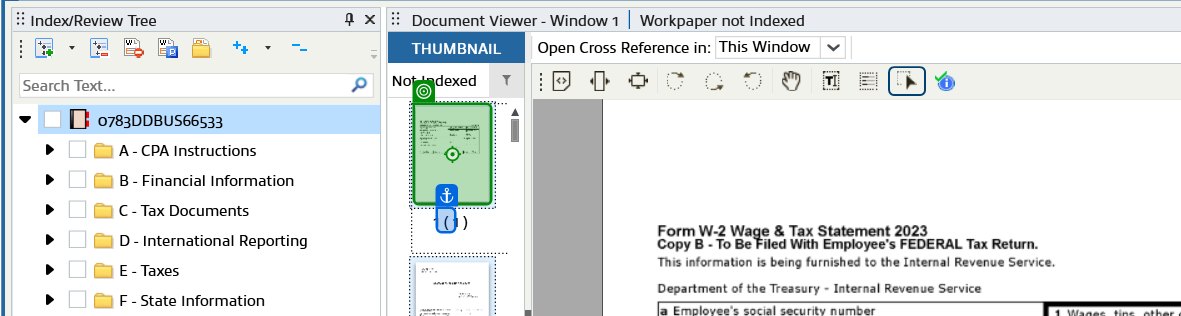 Index/Review Tree
Search Text...
0783DDBUS66533
A - CPA Instructions
B - Financial Information
C - Tax Documents
D - International Reporting
E - Taxes
F - State Information
Document Viewer - Window 1 | Workpaper not Indexed
THUMBNAIL
Open Cross Reference in: This Window
Not Indexed
Form W-2 Wage & Tax Statement 2023
Copy B - To Be Filed With Employee's FEDERAL Tax Return.
This information is being furnished to the Internal Revenue Service.
Department of the Treasury - Internal Revenue Service
a Employee's social security number
1 Wages, tips, other